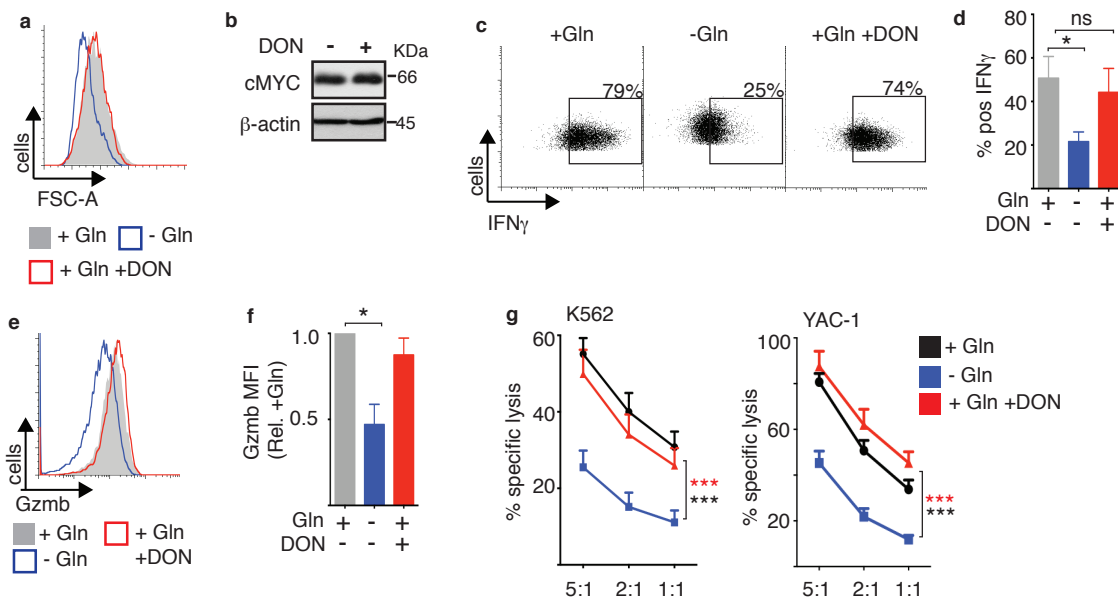 a
cells
FSC-A
+ Gln
- Gln
+ Gln +DON
b
DON - + KDa
cMYC 66
β-actin 45
c
+Gln -Gln +Gln +DON
79% 25% 74%
cells
IFNγ
d
ns
*
80
60
40
20
0
% pos IFNγ
Gln + - +
DON - - +
e
cells
Gzmb
+ Gln
- Gln
+ Gln
+DON
f
*
1.0
0.5
Gzmb MFI
(Rel. +Gln)
Gln + - +
DON - - +
g
K562
60
40
20
% specific lysis
***
***
5:1 2:1 1:1
YAC-1
100
60
20
% specific lysis
***
***
5:1 2:1 1:1
+ Gln
- Gln
+ Gln +DON